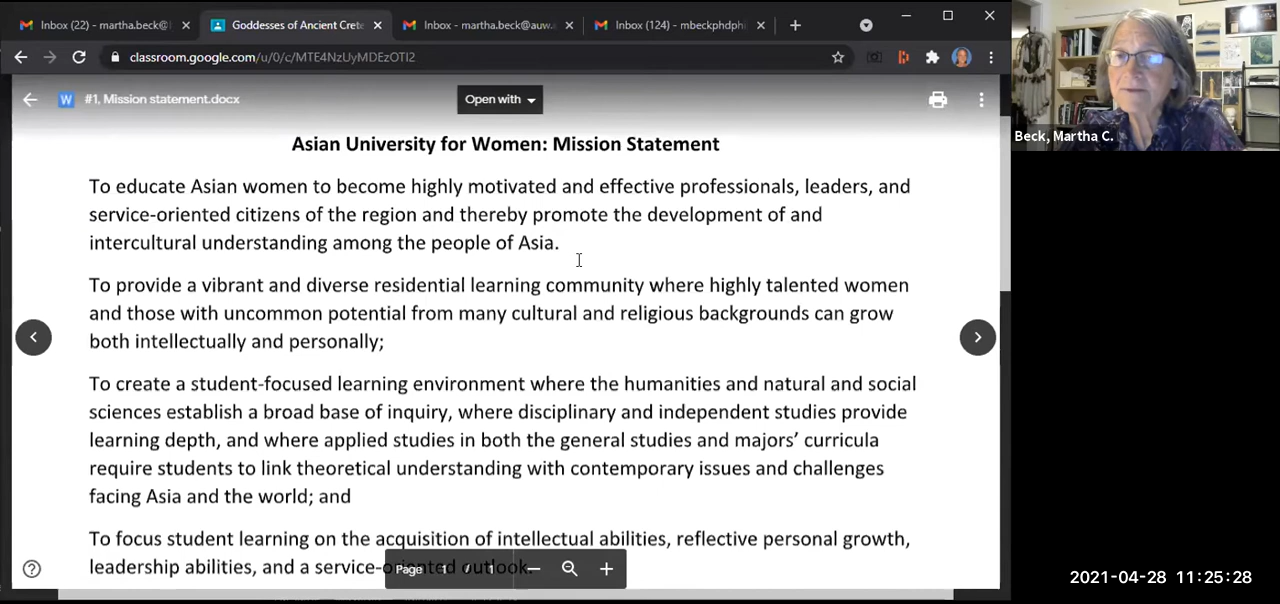 Inbox (22) - martha.beck@
Goddesses of Ancient Crete
Inbox - martha.beck@auw.
Inbox (124) - mbeckphdphi
classroom.google.com/u/0/c/MTE4NzUyMDEzOTI2
W #1, Mission statement.docx
Open with
Beck, Martha C.
Asian University for Women: Mission Statement
To educate Asian women to become highly motivated and effective professionals, leaders, and
service-oriented citizens of the region and thereby promote the development of and
intercultural understanding among the people of Asia.
To provide a vibrant and diverse residential learning community where highly talented women
and those with uncommon potential from many cultural and religious backgrounds can grow
both intellectually and personally;
To create a student-focused learning environment where the humanities and natural and social
sciences establish a broad base of inquiry, where disciplinary and independent studies provide
learning depth, and where applied studies in both the general studies and majors' curricula
require students to link theoretical understanding with contemporary issues and challenges
facing Asia and the world; and
To focus student learning on the acquisition of intellectual abilities, reflective personal growth,
leadership abilities, and a service-oriented outlook.
Page 1 / 1
2021-04-28 11:25:28